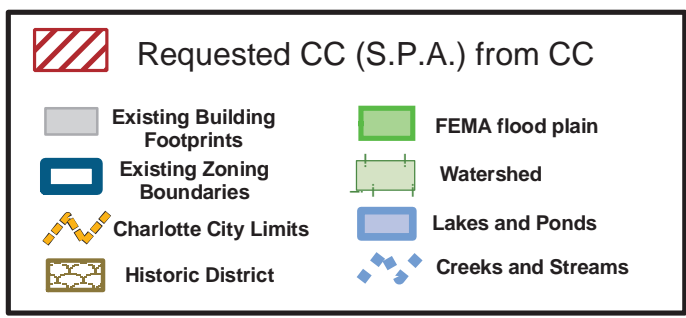 Requested CC (S.P.A.) from CC
Existing Building
Footprints
Existing Zoning
Boundaries
Charlotte City Limits
Historic District
FEMA flood plain
Watershed
Lakes and Ponds
Creeks and Streams